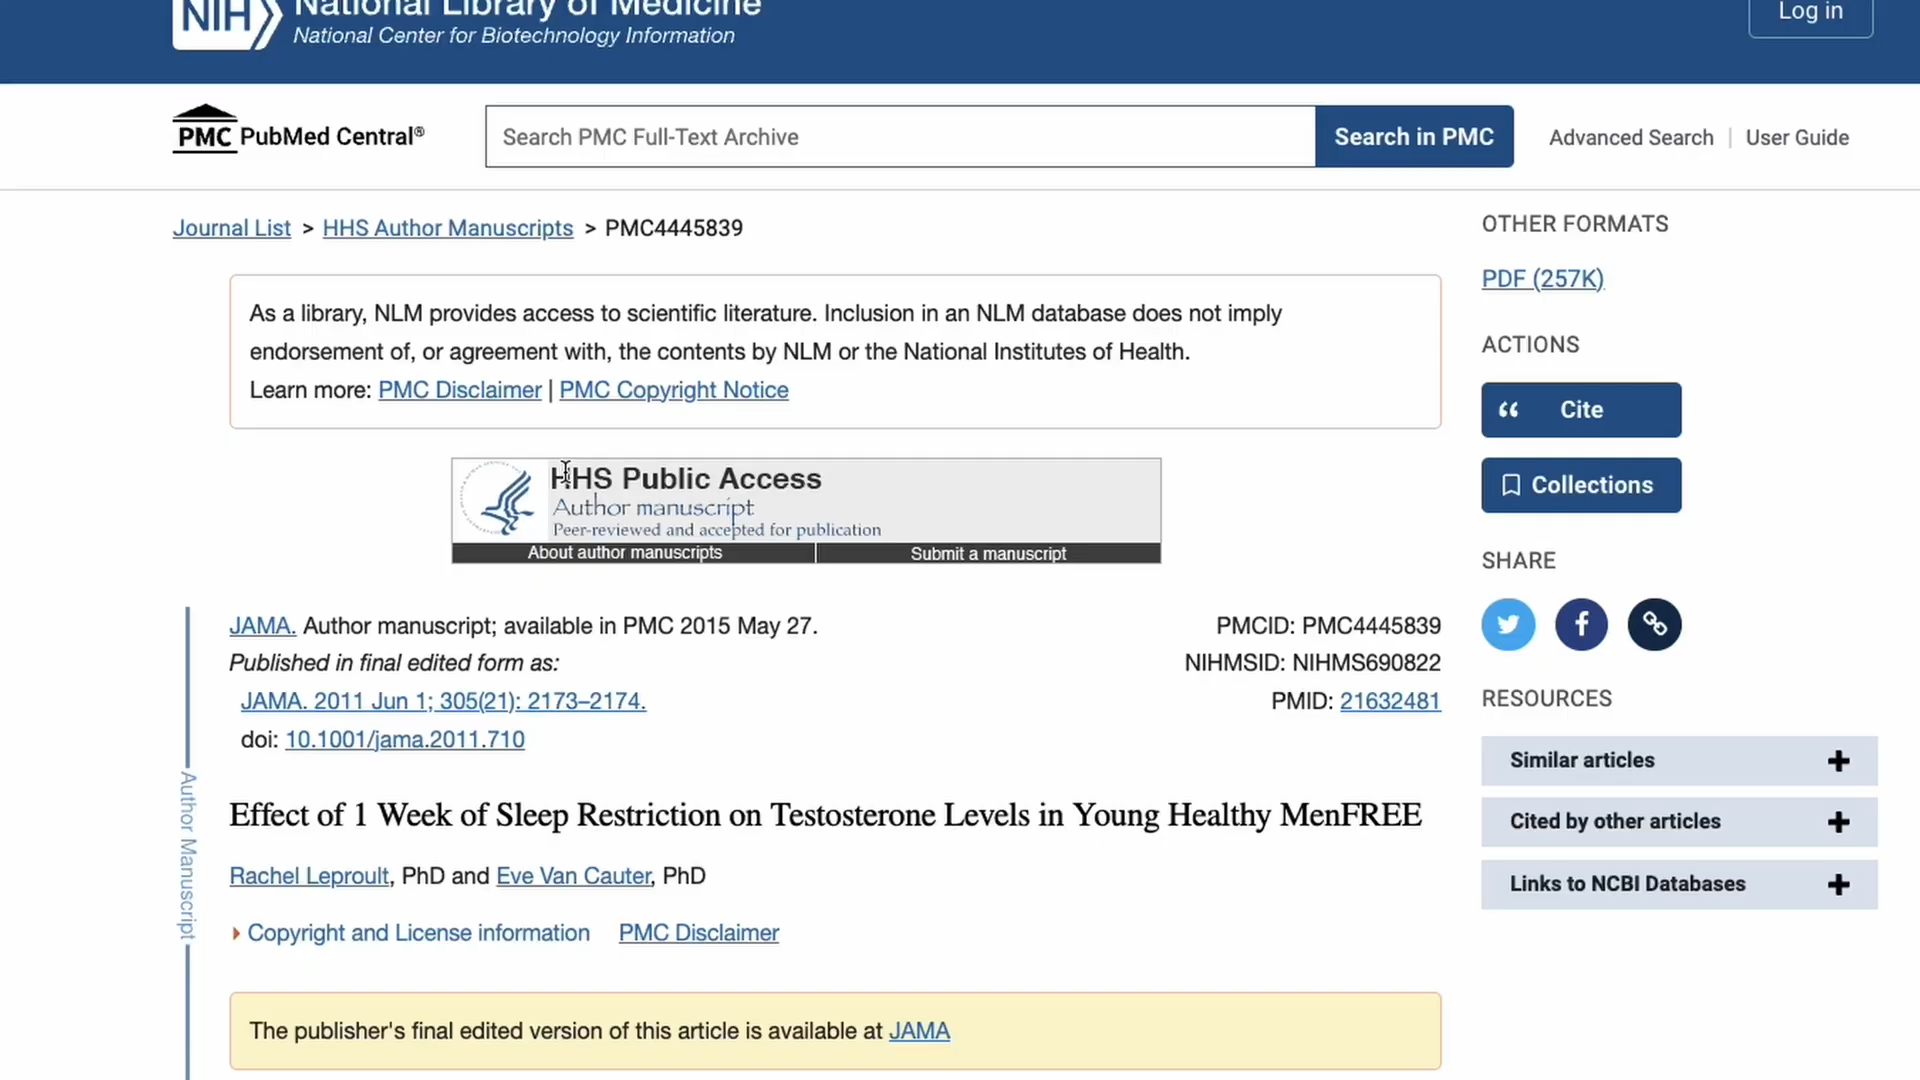 NIH National Library of Medicine
National Center for Biotechnology Information
Log in
PMC PubMed Central®
Search PMC Full-Text Archive
Search in PMC
Advanced Search | User Guide
Journal List > HHS Author Manuscripts > PMC4445839
As a library, NLM provides access to scientific literature. Inclusion in an NLM database does not imply
endorsement of, or agreement with, the contents by NLM or the National Institutes of Health.
Learn more: PMC Disclaimer | PMC Copyright Notice
HHS Public Access
Author manuscript
Peer-reviewed and accepted for publication
About author manuscripts
Submit a manuscript
Author Manuscript
JAMA. Author manuscript; available in PMC 2015 May 27.
Published in final edited form as:
JAMA. 2011 Jun 1; 305(21): 2173–2174.
doi: 10.1001/jama.2011.710
PMCID: PMC4445839
NIHMSID: NIHMS690822
PMID: 21632481
Effect of 1 Week of Sleep Restriction on Testosterone Levels in Young Healthy MenFREE
Rachel Leproult, PhD and Eve Van Cauter, PhD
Copyright and License information PMC Disclaimer
The publisher's final edited version of this article is available at JAMA
OTHER FORMATS
PDF (257K)
ACTIONS
Cite
Collections
SHARE
RESOURCES
Similar articles
Cited by other articles
Links to NCBI Databases